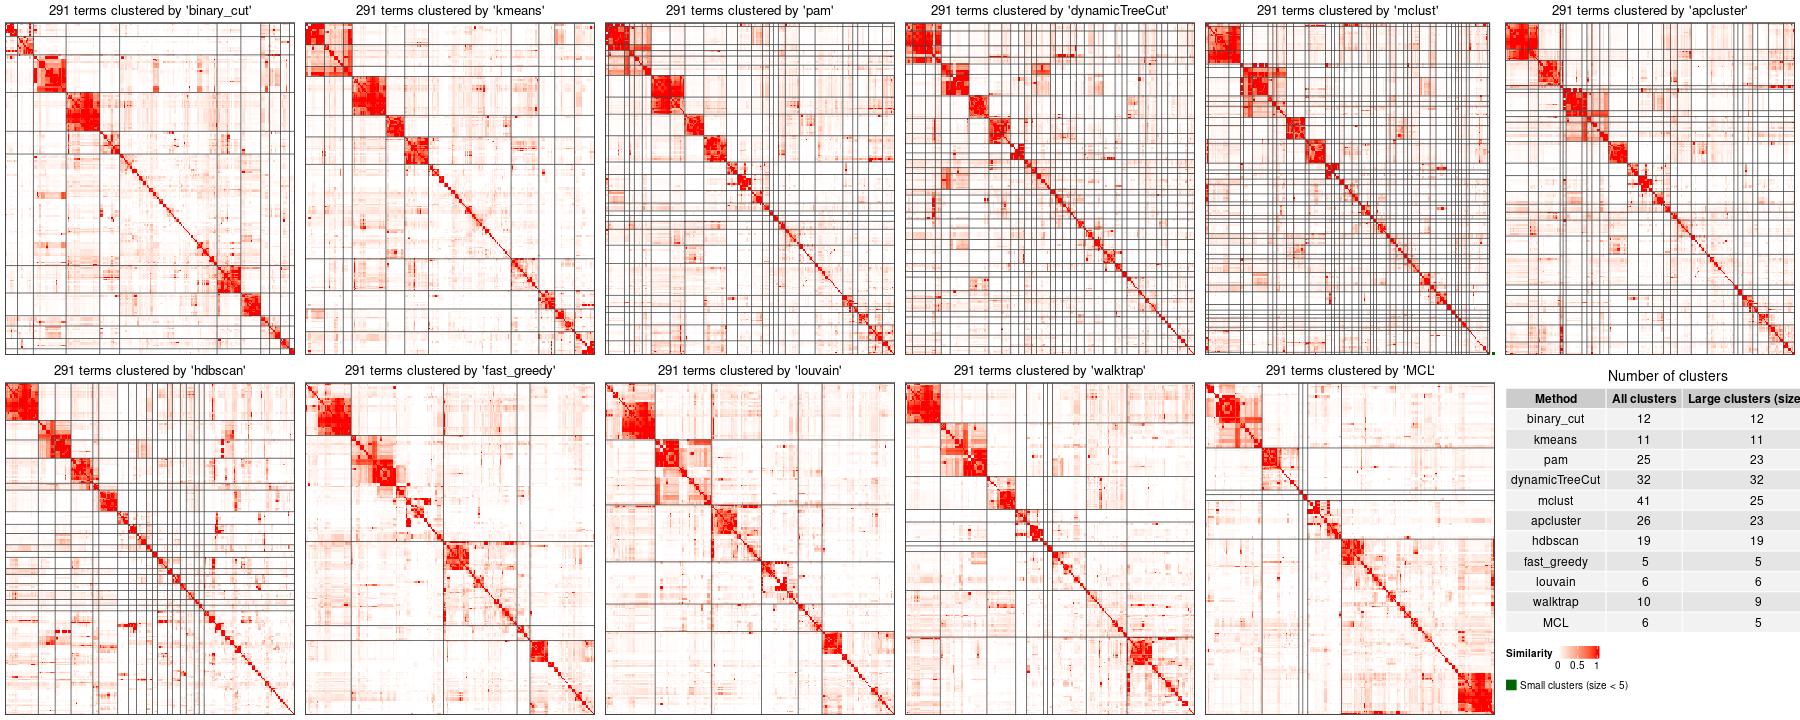 291 terms clustered by 'binary_cut'
291 terms clustered by 'kmeans'
291 terms clustered by 'pam'
291 terms clustered by 'dynamicTreeCut'
291 terms clustered by 'mclust'
291 terms clustered by 'apcluster'
291 terms clustered by 'hdbscan'
291 terms clustered by 'fast_greedy'
291 terms clustered by 'louvain'
291 terms clustered by 'walktrap'
291 terms clustered by 'MCL'
Number of clusters
Method All clusters Large clusters (size
binary_cut 12 12
kmeans 11 11
pam 25 23
dynamicTreeCut 32 32
mclust 41 25
apcluster 26 23
hdbscan 19 19
fast_greedy 5 5
louvain 6 6
walktrap 10 9
MCL 6 5
Similarity
0 0.5 1
Small clusters (size < 5)